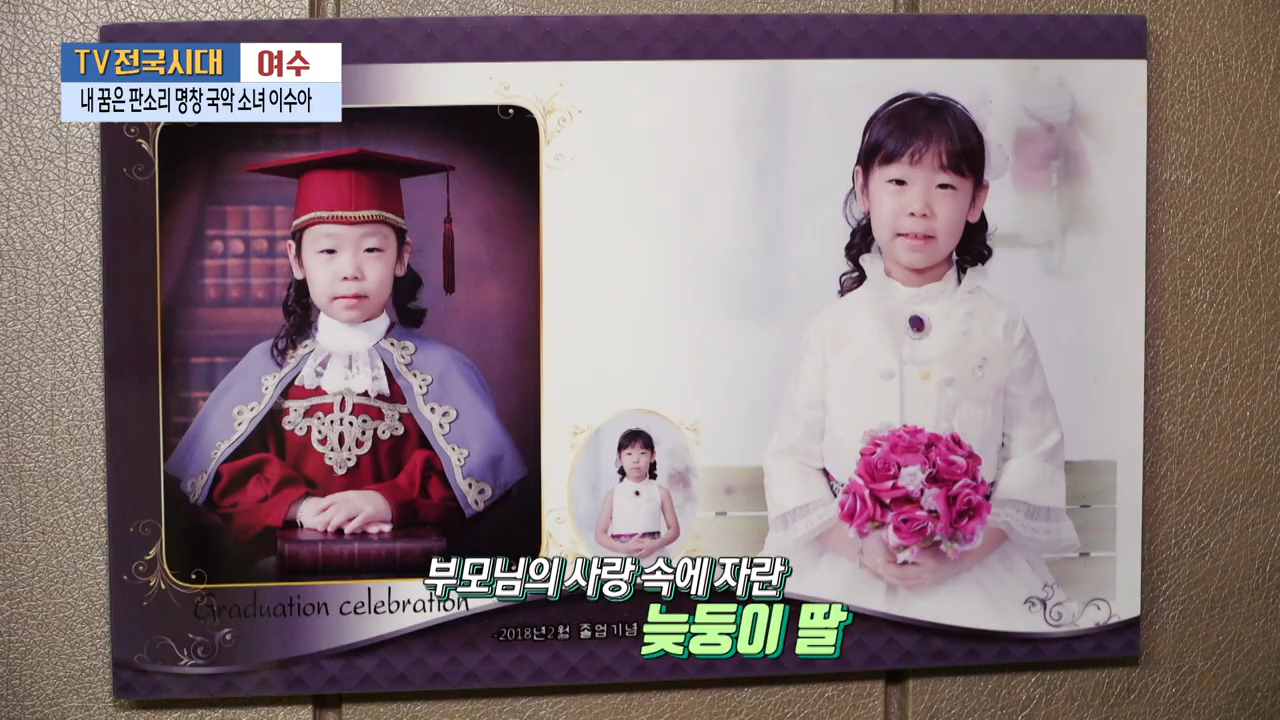 TV전국시대 여수
내 꿈은 판소리 명창 국악 소녀 이수아
Graduation celebration
-2018년2월 졸업기념
부모님의 사랑 속에 자란
늦둥이 딸